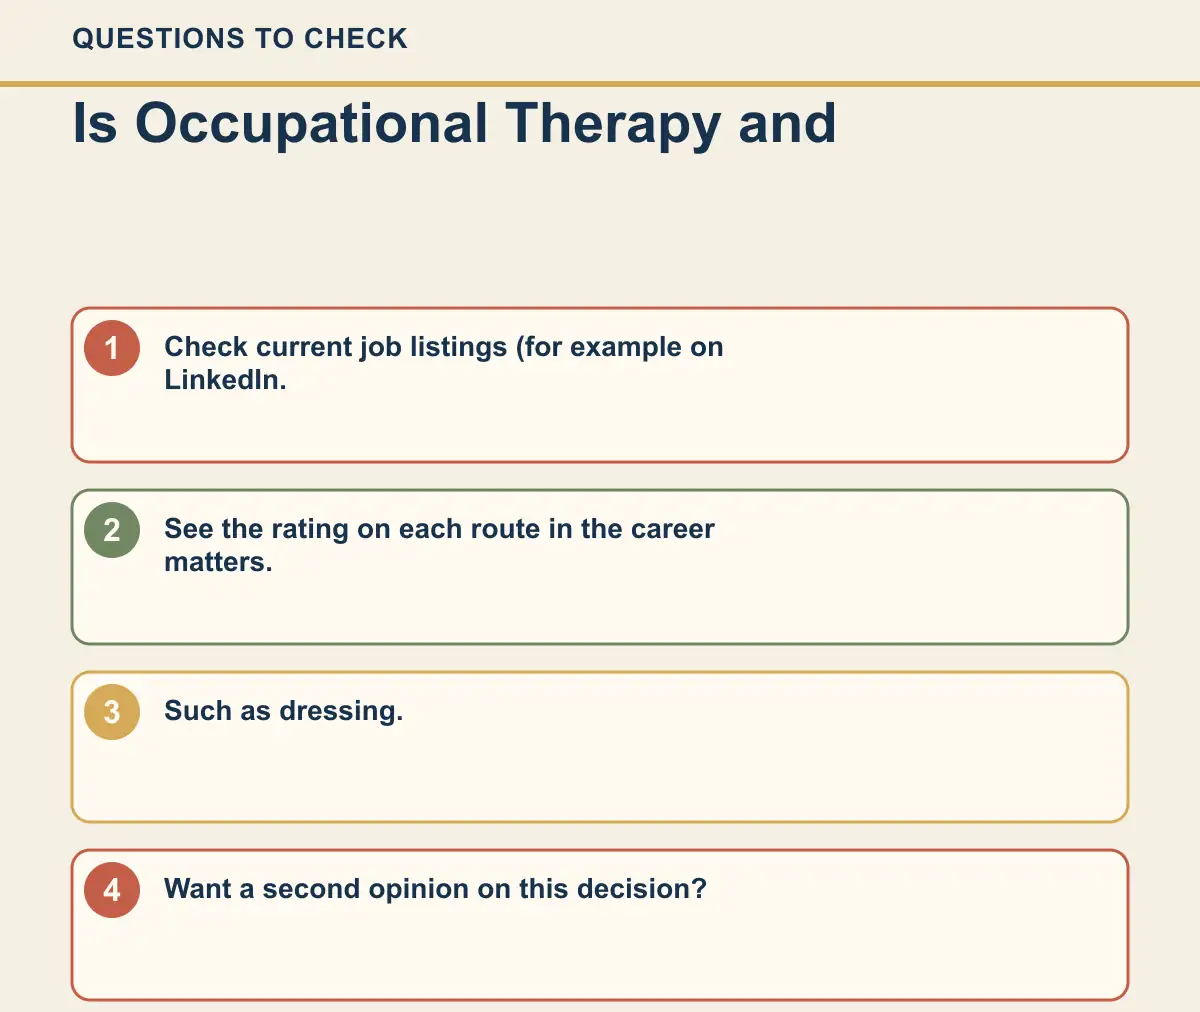 QUESTIONS TO CHECK
Is Occupational Therapy and
1
Check current job listings (for example on
LinkedIn.
2
See the rating on each route in the career
matters.
3
Such as dressing.
4
Want a second opinion on this decision?